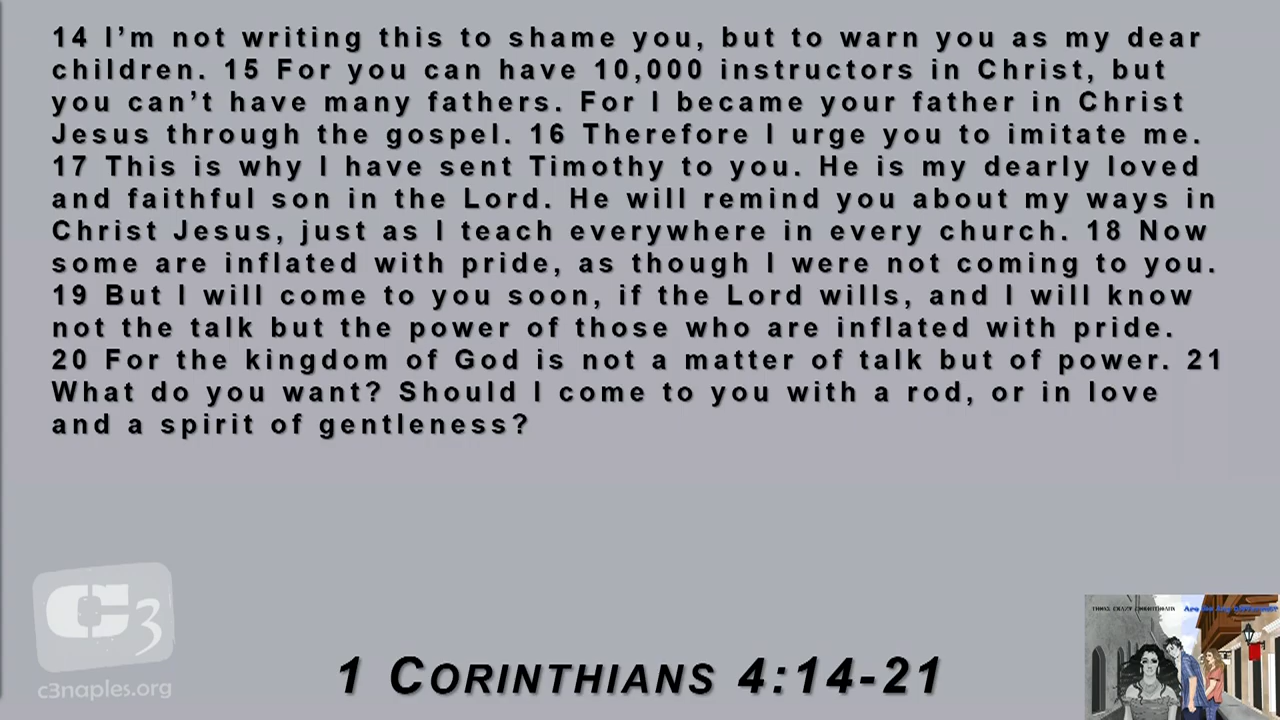 14 I’m not writing this to shame you, but to warn you as my dear
children. 15 For you can have 10,000 instructors in Christ, but
you can’t have many fathers. For I became your father in Christ
Jesus through the gospel. 16 Therefore I urge you to imitate me.
17 This is why I have sent Timothy to you. He is my dearly loved
and faithful son in the Lord. He will remind you about my ways in
Christ Jesus, just as I teach everywhere in every church. 18 Now
some are inflated with pride, as though I were not coming to you.
19 But I will come to you soon, if the Lord wills, and I will know
not the talk but the power of those who are inflated with pride.
20 For the kingdom of God is not a matter of talk but of power. 21
What do you want? Should I come to you with a rod, or in love
and a spirit of gentleness?
C3
c3naples.org
1 CORINTHIANS 4:14-21
CRAZY CORINTHIANS